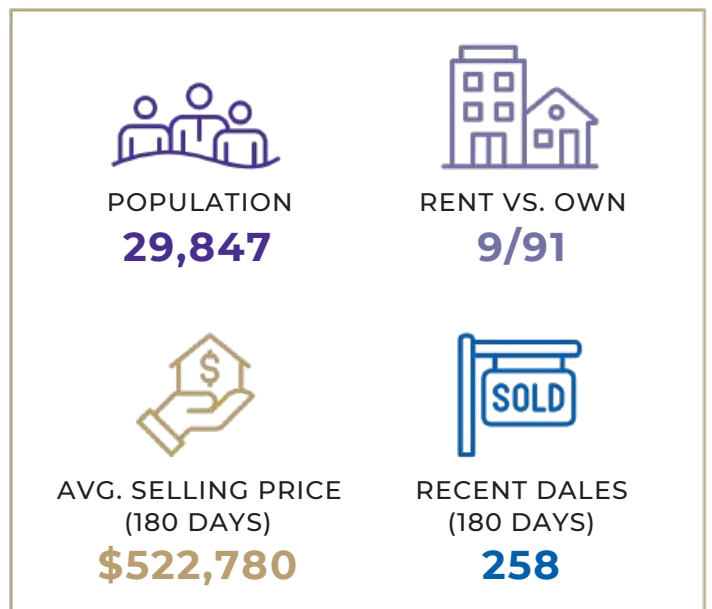 POPULATION
29,847
RENT VS. OWN
9/91
$
AVG. SELLING PRICE
(180 DAYS)
$522,780
SOLD
RECENT DALES
(180 DAYS)
258